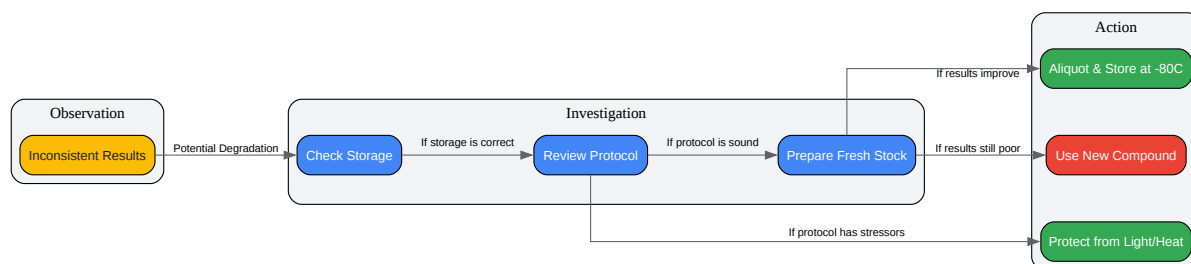 Action
Aliquot & Store at -80C
If results improve
Observation
Investigation
Inconsistent Results
Potential Degradation
Check Storage
If storage is correct
Review Protocol
If protocol is sound
Prepare Fresh Stock
If results still poor
Use New Compound
If protocol has stressors
Protect from Light/Heat